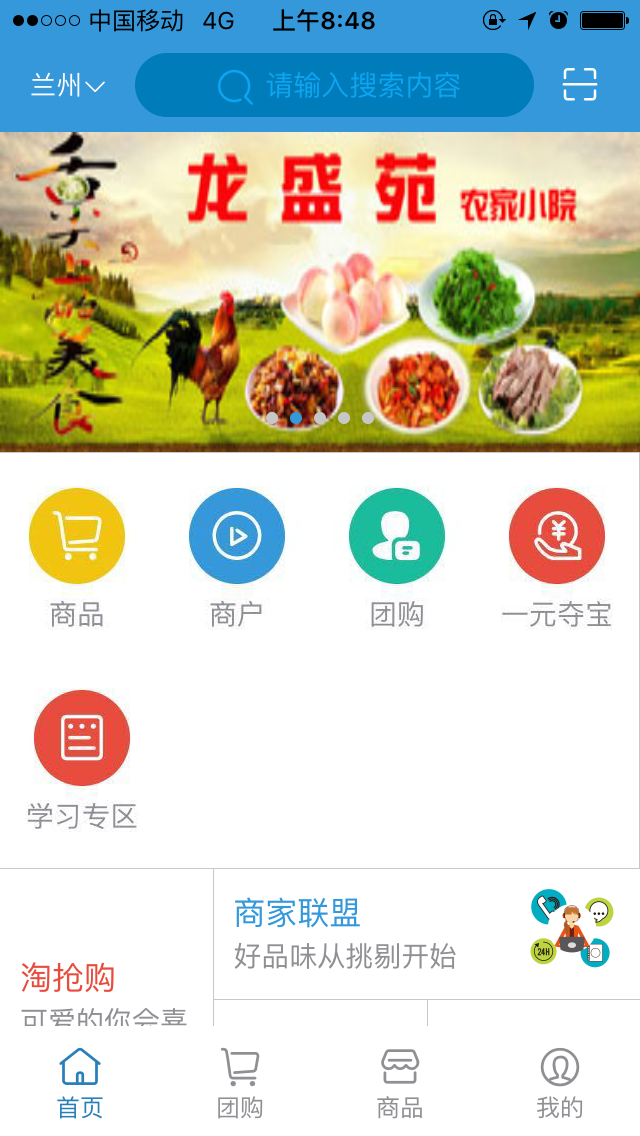 中国移动 4G 上午8:48
兰州
请输入搜索内容
龙盛苑 农家小院
上的美食
商品 商户 团购 一元夺宝
学习专区
商家联盟
好品味从挑剔开始
24H
淘抢购
可爱的你会喜
首页 团购 商品 我的